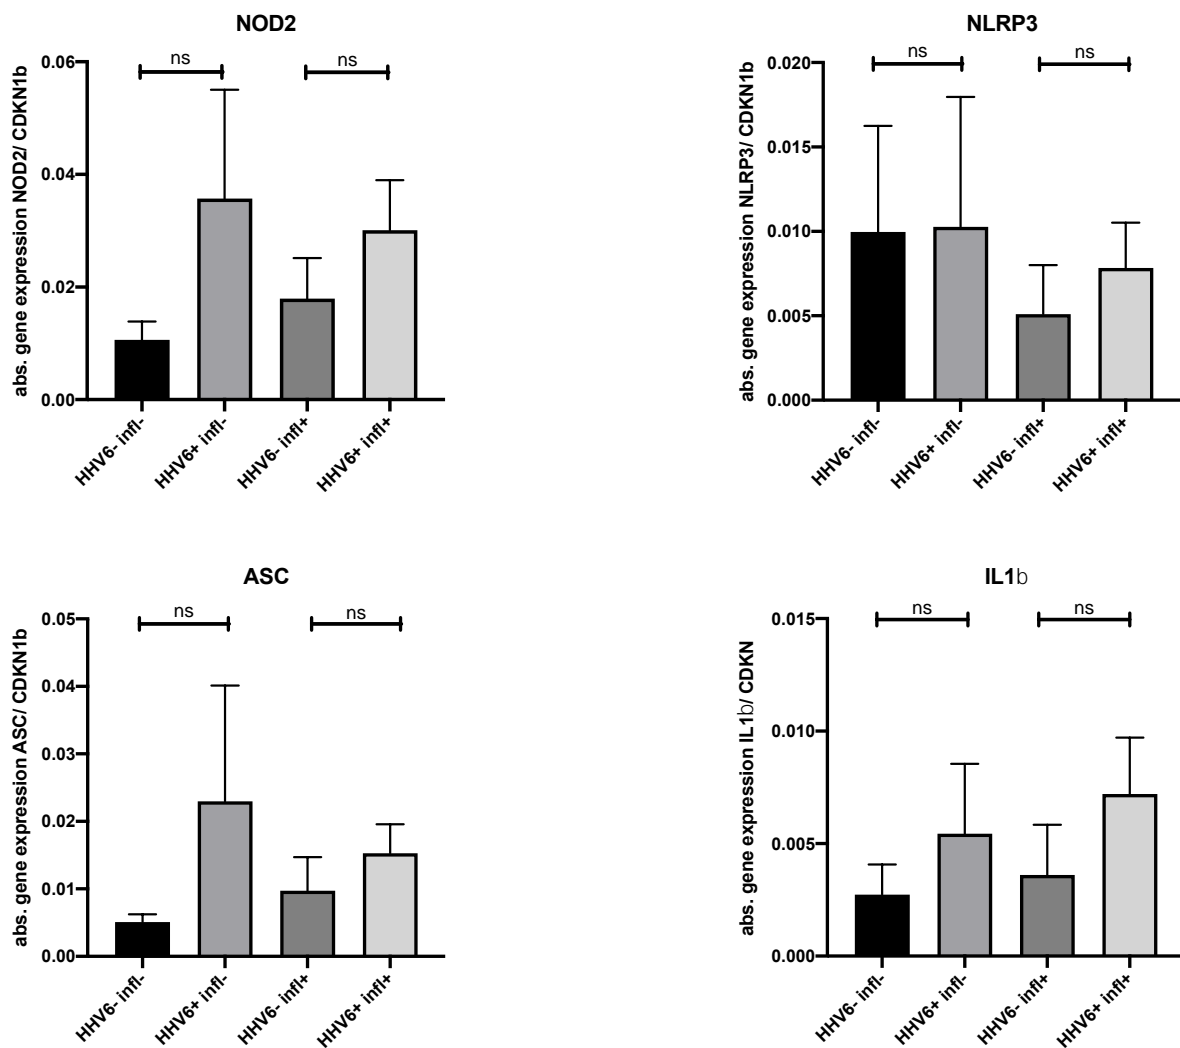 NOD2
abs. gene expression NOD2/ CDKN1b
0.06
0.04
0.02
0.00
ns
ns
HHV6- infl-
HHV6+ infl-
HHV6- infl+
HHV6+ infl+
NLRP3
abs. gene expression NLRP3/ CDKN1b
0.020
0.015
0.010
0.005
0.000
ns
ns
HHV6- infl-
HHV6+ infl-
HHV6- infl+
HHV6+ infl+
ASC
abs. gene expression ASC/ CDKN1b
0.05
0.04
0.03
0.02
0.01
0.00
ns
ns
HHV6- infl-
HHV6+ infl-
HHV6- infl+
HHV6+ infl+
IL1b
abs. gene expression IL1b/ CDKN
0.015
0.010
0.005
0.000
ns
ns
HHV6- infl-
HHV6+ infl-
HHV6- infl+
HHV6+ infl+